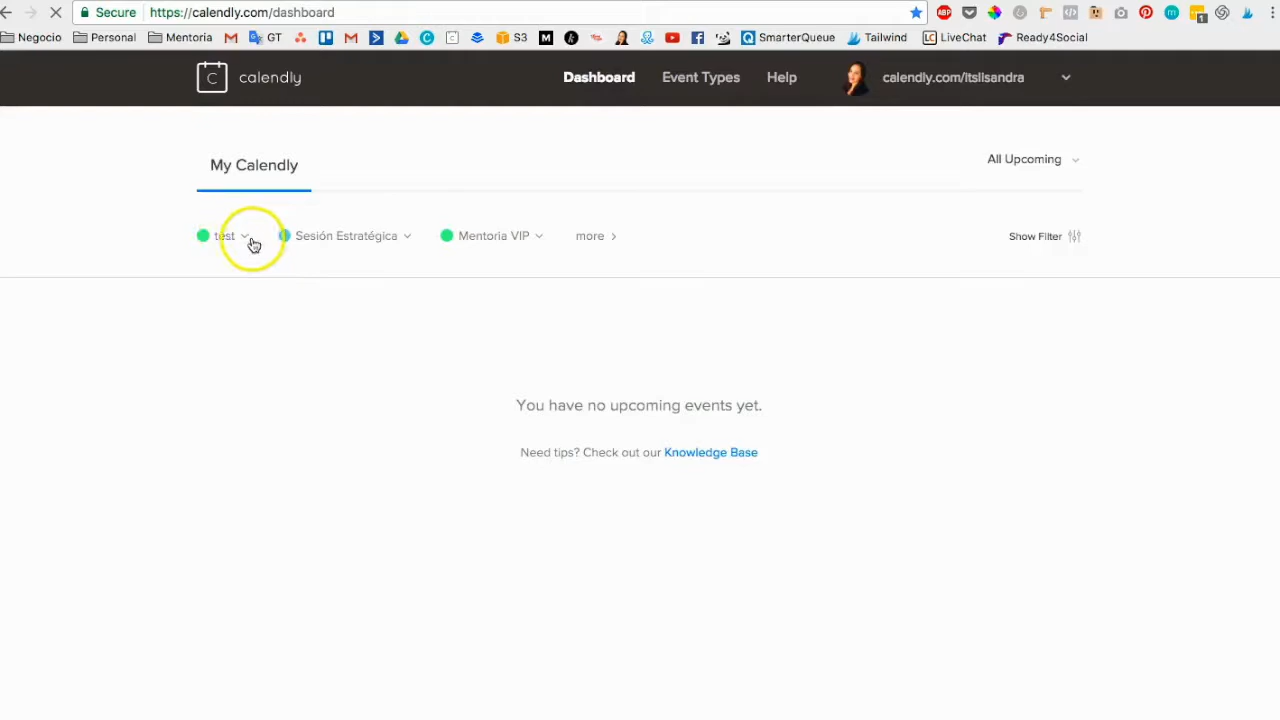 Secure https://calendly.com/dashboard
Negocio Personal Mentoria GT S3 SmarterQueue Tailwind LiveChat Ready4Social
calendly Dashboard Event Types Help calendly.com/itslisandra
My Calendly All Upcoming
test Sesión Estratégica Mentoria VIP more Show Filter
You have no upcoming events yet.
Need tips? Check out our Knowledge Base